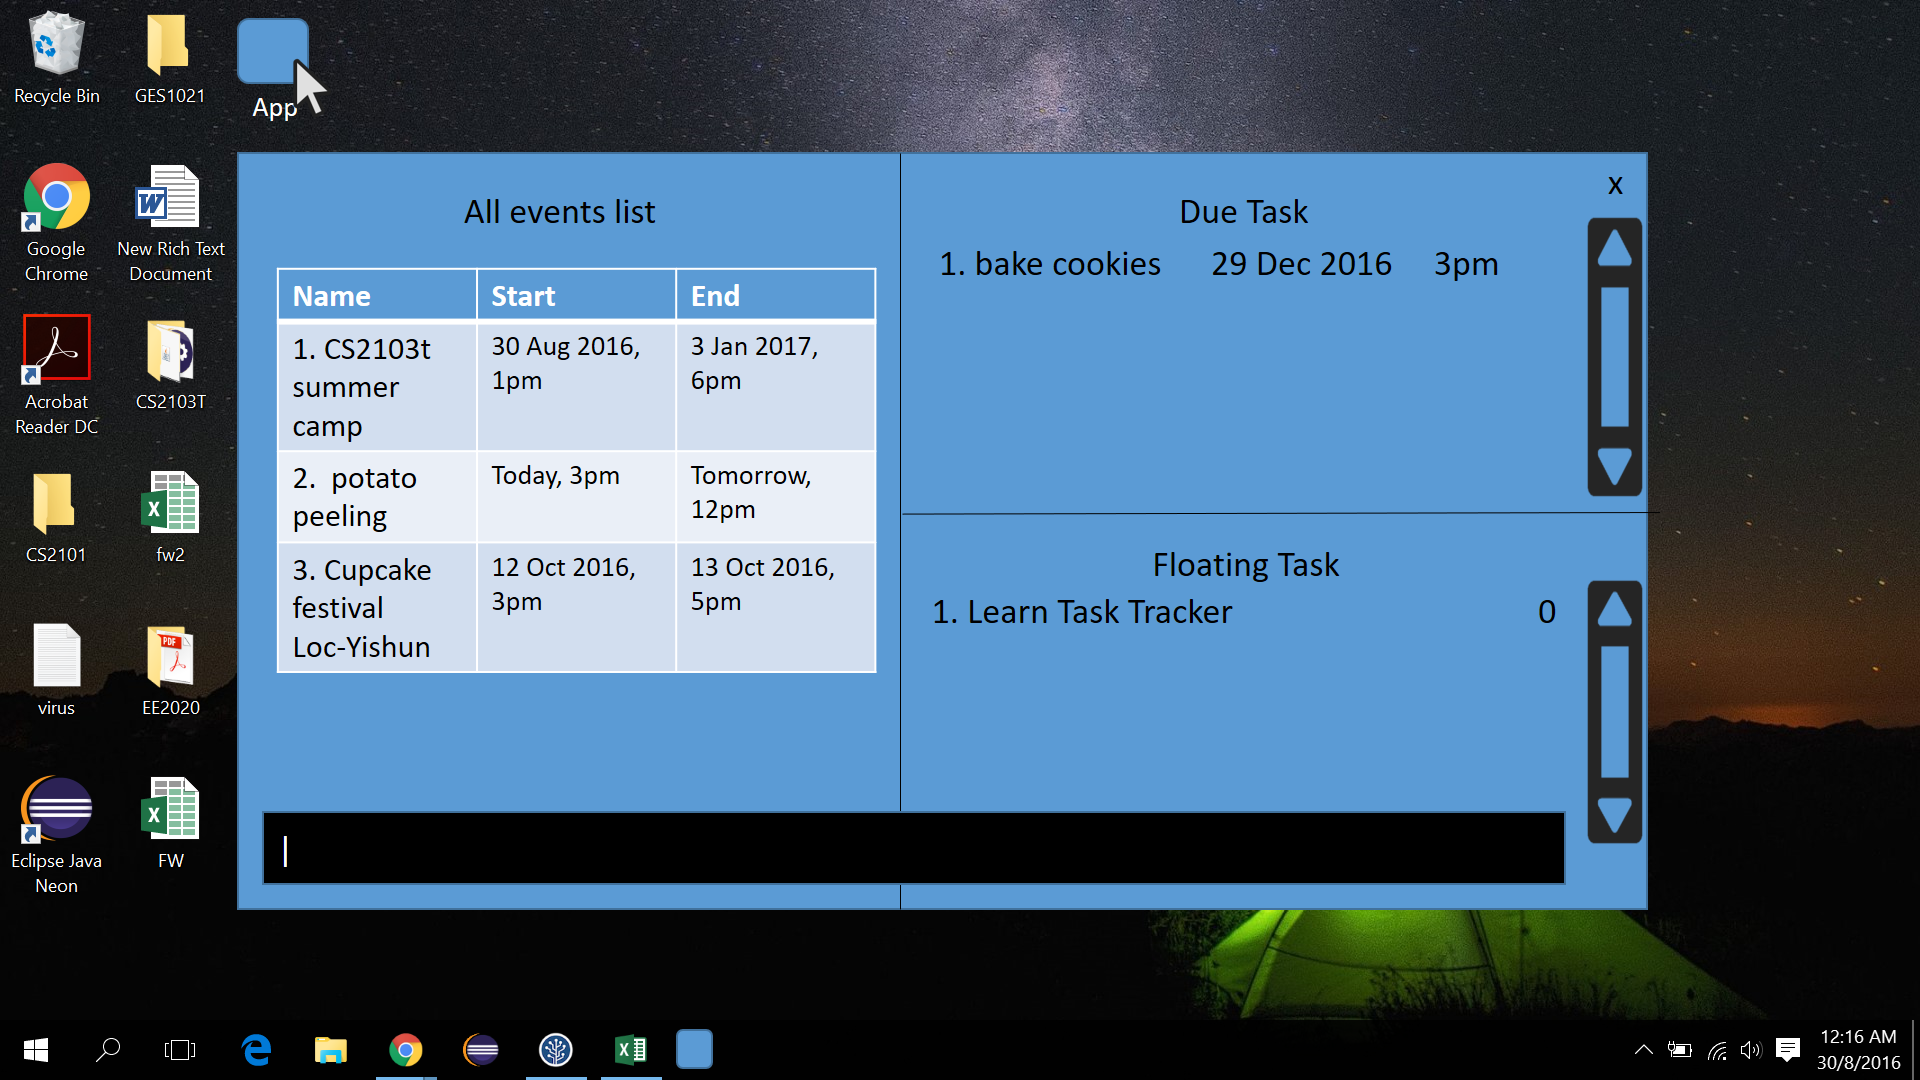 Recycle Bin
GES1021
App
Google
Chrome
New Rich Text
Document
Acrobat
Reader DC
CS2103T
CS2101
fw2
virus
EE2020
Eclipse Java
Neon
FW
All events list
Name Start End
1. CS2103t
summer
camp
30 Aug 2016,
1pm
3 Jan 2017,
6pm
2. potato
peeling
Today, 3pm
Tomorrow,
12pm
3. Cupcake
festival
Loc-Yishun
12 Oct 2016,
3pm
13 Oct 2016,
5pm
x
Due Task
1. bake cookies 29 Dec 2016 3pm
Floating Task
1. Learn Task Tracker 0
12:16 AM
30/8/2016